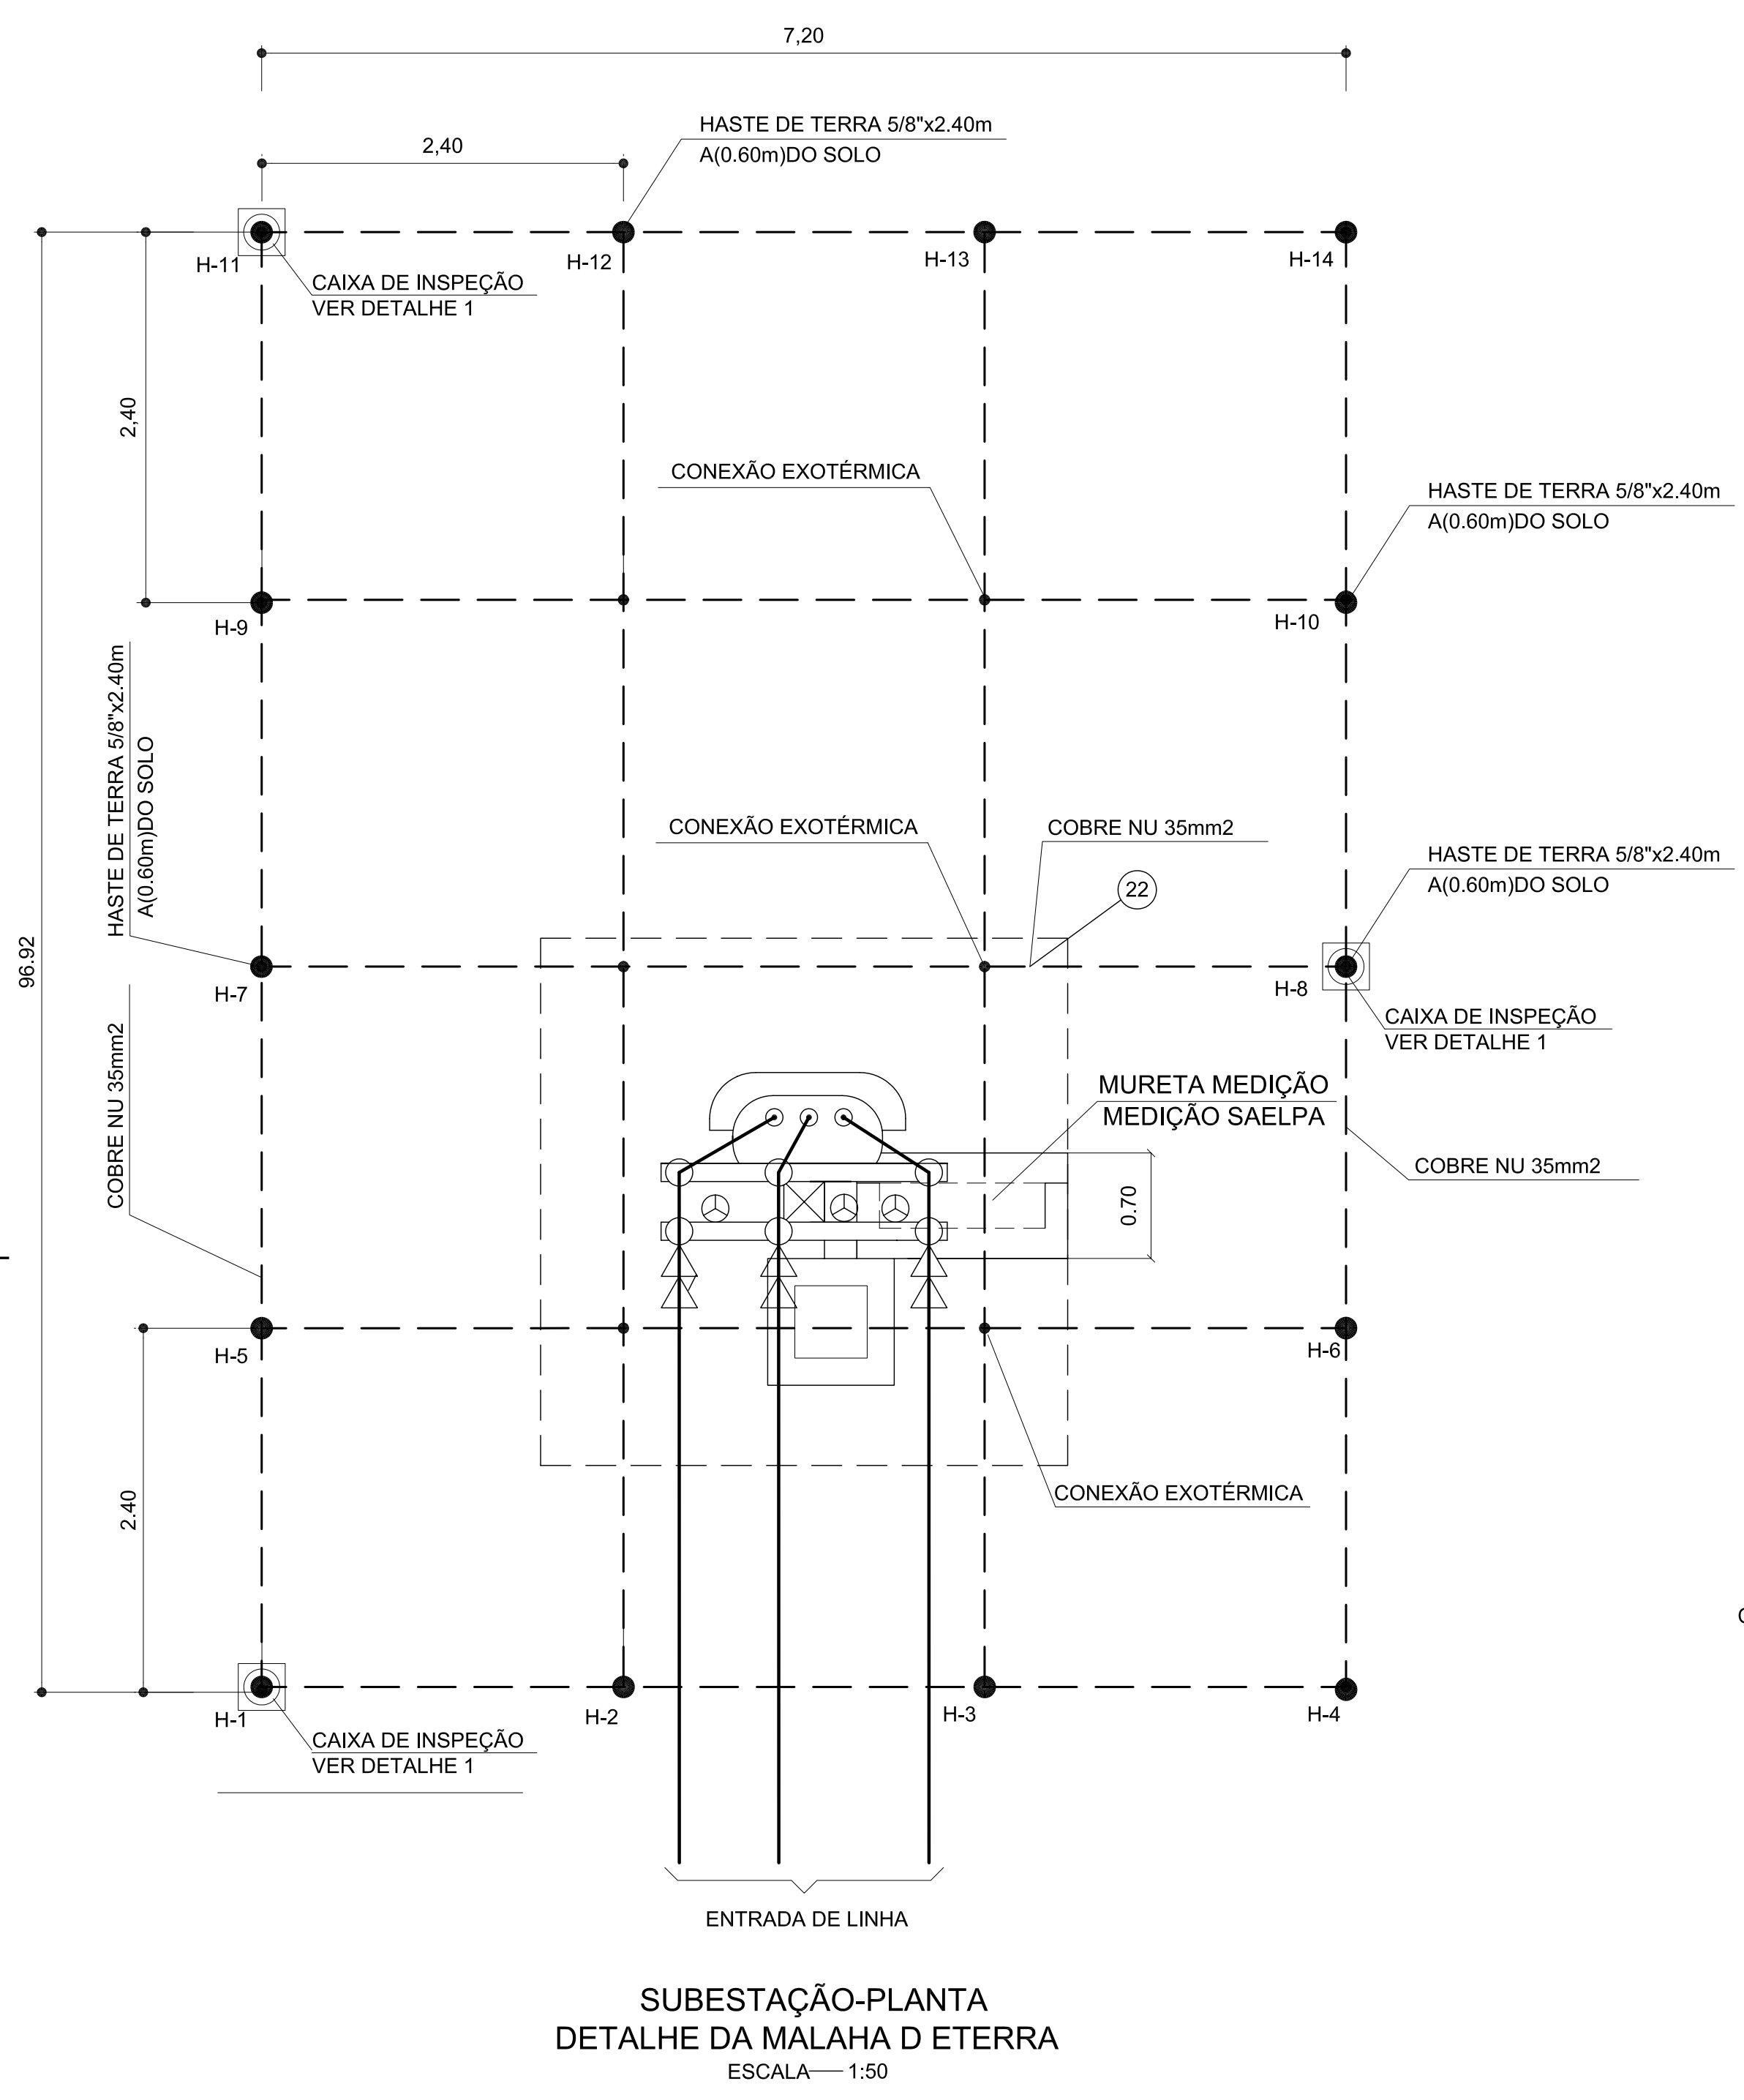 7,20
HASTE DE TERRA 5/8"x2.40m
A(0.60m)DO SOLO
2,40
H-11
H-12
H-13
H-14
CAIXA DE INSPEÇÃO
VER DETALHE 1
2,40
CONEXÃO EXOTÉRMICA
HASTE DE TERRA 5/8"x2.40m
A(0.60m)DO SOLO
H-9
H-10
HASTE DE TERRA 5/8"x2.40m
A(0.60m)DO SOLO
CONEXÃO EXOTÉRMICA
COBRE NU 35mm2
22
HASTE DE TERRA 5/8"x2.40m
A(0.60m)DO SOLO
96.92
H-7
H-8
CAIXA DE INSPEÇÃO
VER DETALHE 1
COBRE NU 35mm2
MURETA MEDIÇÃO
MEDIÇÃO SAELPA
COBRE NU 35mm2
0.70
H-5
H-6
2.40
CONEXÃO EXOTÉRMICA
H-1
H-2
H-3
H-4
CAIXA DE INSPEÇÃO
VER DETALHE 1
ENTRADA DE LINHA
SUBESTAÇÃO-PLANTA
DETALHE DA MALAHA D ETERRA
ESCALA — 1:50